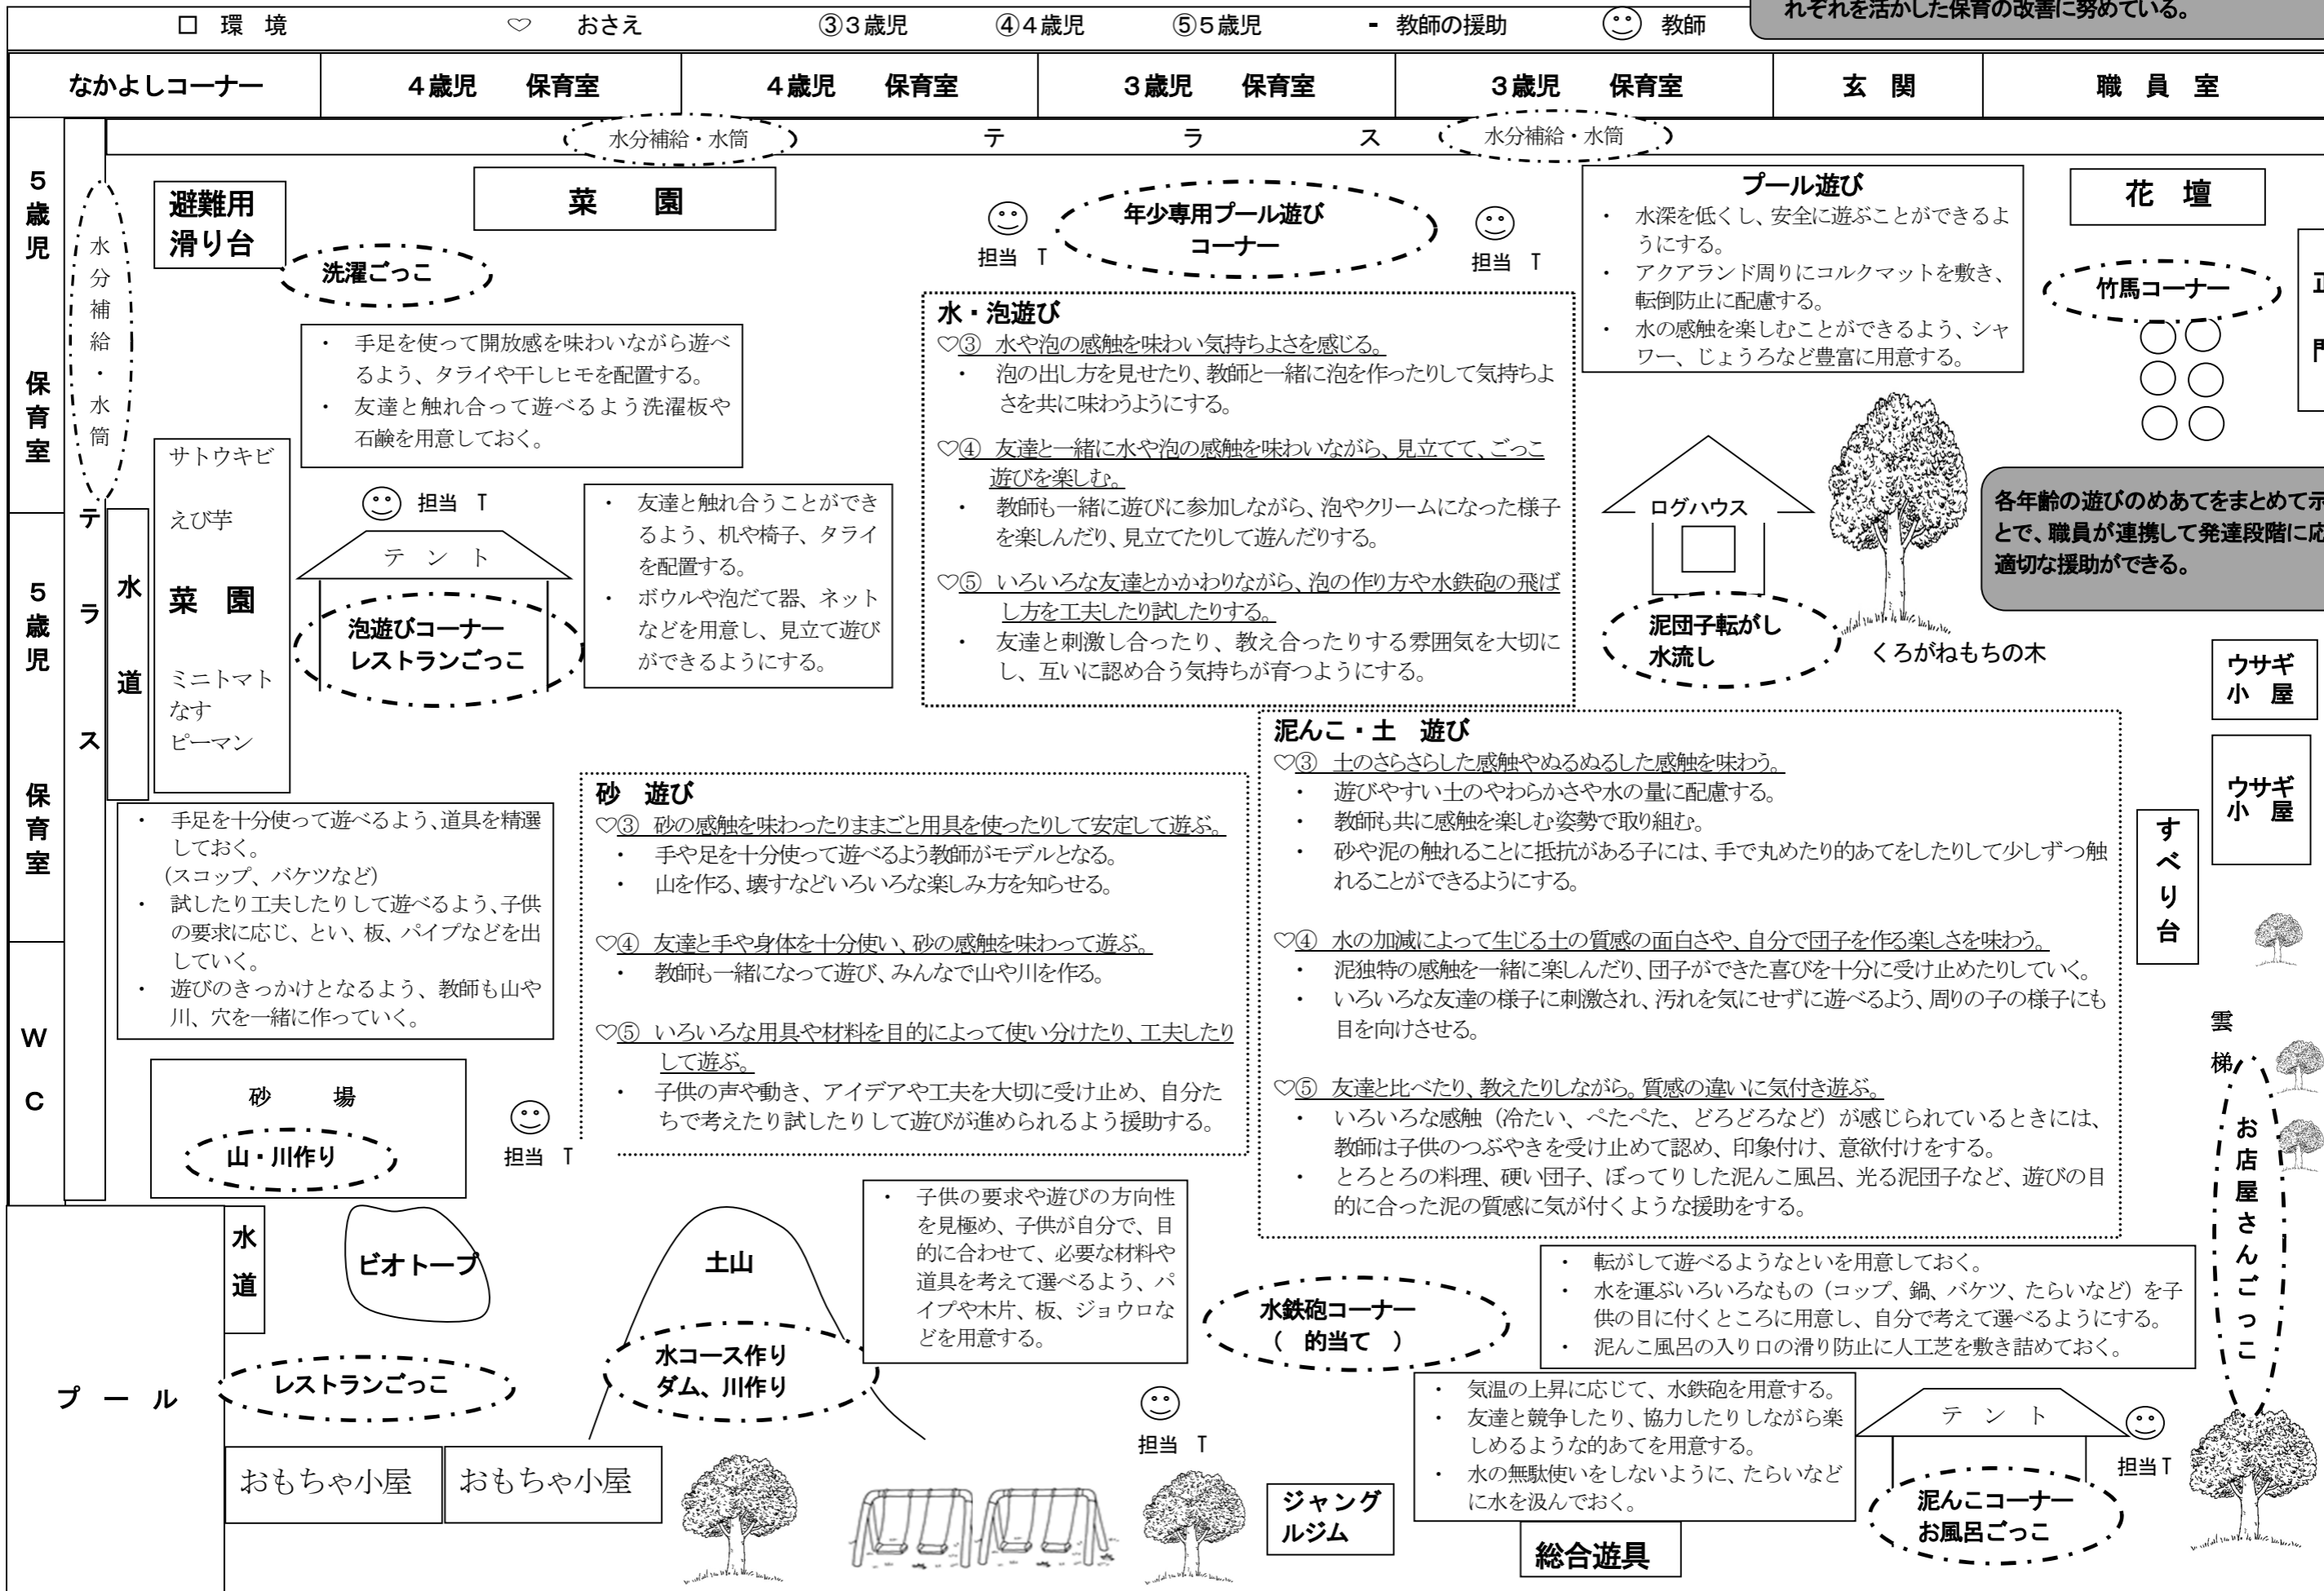 れぞれを活かした保育の改善に努めている。
□ 環 境 ♡ おさえ ③３歳児 ④４歳児 ⑤５歳児 - 教師の援助 教師
なかよしコーナー
４歳児 保育室
４歳児 保育室
３歳児 保育室
３歳児 保育室
玄 関
職 員 室
水分補給・水筒
テ ラ ス
水分補給・水筒
５歳児 保育室
水分補給・水筒
避難用
滑り台
菜 園
洗濯ごっこ
担当 T
年少専用プール遊び
コーナー
担当 T
プール遊び
・ 水深を低くし、安全に遊ぶことができるよ
うにする。
・ アクアランド周りにコルクマットを敷き、
転倒防止に配慮する。
・ 水の感触を楽しむことができるよう、シャ
ワー、じょうろなど豊富に用意する。
花 壇
竹馬コーナー
・ 手足を使って開放感を味わいながら遊べ
るよう、タライや干しヒモを配置する。
・ 友達と触れ合って遊べるよう洗濯板や
石鹸を用意しておく。
水・泡遊び
♡③ 水や泡の感触を味わい気持ちよさを感じる。
・ 泡の出し方を見せたり、教師と一緒に泡を作ったりして気持ちよ
さを共に味わうようにする。
♡④ 友達と一緒に水や泡の感触を味わいながら、見立てて、ごっこ
遊びを楽しむ。
・ 教師も一緒に遊びに参加しながら、泡やクリームになった様子
を楽しんだり、見立てたりして遊んだりする。
♡⑤ いろいろな友達とかかわりながら、泡の作り方や水鉄砲の飛ば
し方を工夫したり試したりする。
・ 友達と刺激し合ったり、教え合ったりする雰囲気を大切に
し、互いに認め合う気持ちが育つようにする。
サトウキビ
えび芋
菜 園
ミニトマト
なす
ピーマン
担当 T
テ ン ト
泡遊びコーナー
レストランごっこ
・ 友達と触れ合うことができ
るよう、机や椅子、タライ
を配置する。
・ ボウルや泡だて器、ネット
などを用意し、見立て遊び
ができるようにする。
ログハウス
泥団子転がし
水流し
くろがねもちの木
各年齢の遊びのめあてをまとめて示
とで、職員が連携して発達段階に応
適切な援助ができる。
５歳児 保育室
テラス
水道
ウサギ
小 屋
ウサギ
小 屋
すべり台
・ 手足を十分使って遊べるよう、道具を精選
しておく。
（スコップ、バケツなど）
・ 試したり工夫したりして遊べるよう、子供
の要求に応じ、とい、板、パイプなどを出
していく。
・ 遊びのきっかけとなるよう、教師も山や
川、穴を一緒に作っていく。
砂 遊び
♡③ 砂の感触を味わったりままごと用具を使ったりして安定して遊ぶ。
・ 手や足を十分使って遊べるよう教師がモデルとなる。
・ 山を作る、壊すなどいろいろな楽しみ方を知らせる。
♡④ 友達と手や身体を十分使い、砂の感触を味わって遊ぶ。
・ 教師も一緒になって遊び、みんなで山や川を作る。
♡⑤ いろいろな用具や材料を目的によって使い分けたり、工夫したり
して遊ぶ。
・ 子供の声や動き、アイデアや工夫を大切に受け止め、自分た
ちで考えたり試したりして遊びが進められるよう援助する。
泥んこ・土 遊び
♡③ 土のさらさらした感触やぬるぬるした感触を味わう。
・ 遊びやすい土のやわらかさや水の量に配慮する。
・ 教師も共に感触を楽しむ姿勢で取り組む。
・ 砂や泥の触れることに抵抗がある子には、手で丸めたり的あてをしたりして少しずつ触
れることができるようにする。
♡④ 水の加減によって生じる土の質感の面白さや、自分で団子を作る楽しさを味わう。
・ 泥独特の感触を一緒に楽しんだり、団子ができた喜びを十分に受け止めたりしていく。
・ いろいろな友達の様子に刺激され、汚れを気にせずに遊べるよう、周りの子の様子にも
目を向けさせる。
♡⑤ 友達と比べたり、教えたりしながら。質感の違いに気付き遊ぶ。
・ いろいろな感触（冷たい、ぺたぺた、どろどろなど）が感じられているときには、
教師は子供のつぶやきを受け止めて認め、印象付け、意欲付けをする。
・ とろとろの料理、硬い団子、ぼってりした泥んこ風呂、光る泥団子など、遊びの目
的に合った泥の質感に気が付くような援助をする。
ＷＣ
砂 場
山・川作り
担当 T
雲梯
お店屋さんごっこ
プ ー ル
水道
ビオトープ
土山
水コース作り
ダム、川作り
レストランごっこ
・ 子供の要求や遊びの方向性
を見極め、子供が自分で、目
的に合わせて、必要な材料や
道具を考えて選べるよう、パ
イプや木片、板、ジョウロな
どを用意する。
水鉄砲コーナー
（ 的当て ）
・ 転がして遊べるようなといを用意しておく。
・ 水を運ぶいろいろなもの（コップ、鍋、バケツ、たらいなど）を子
供の目に付くところに用意し、自分で考えて選べるようにする。
・ 泥んこ風呂の入り口の滑り防止に人工芝を敷き詰めておく。
・ 気温の上昇に応じて、水鉄砲を用意する。
・ 友達と競争したり、協力したりしながら楽
しめるような的あてを用意する。
・ 水の無駄使いをしないように、たらいなど
に水を汲んでおく。
担当 T
テ ン ト
担当 T
泥んこコーナー
お風呂ごっこ
おもちゃ小屋
おもちゃ小屋
ジャング
ルジム
総合遊具